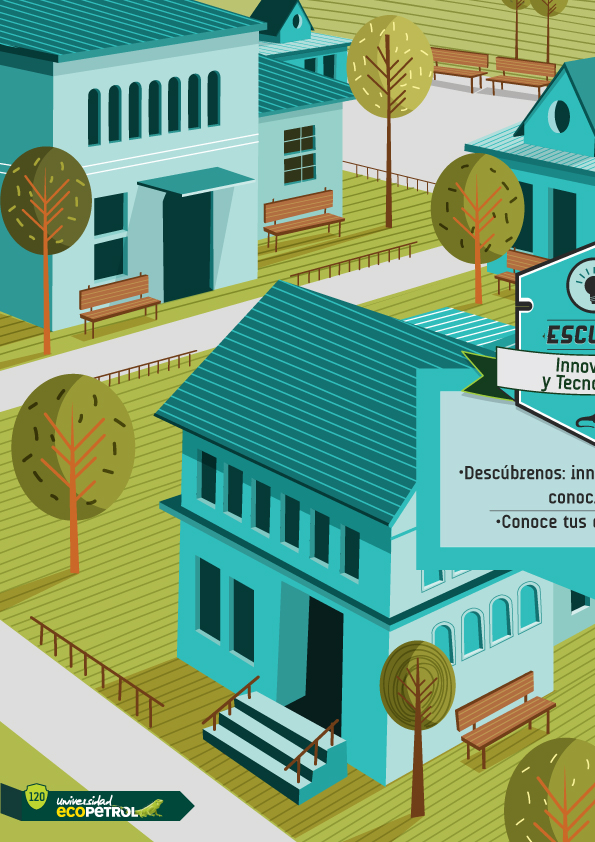 ESCU
Innov
y Tecno
•Descúbrenos: inn
conoc
•Conoce tus
120
universidad
ecopetrol